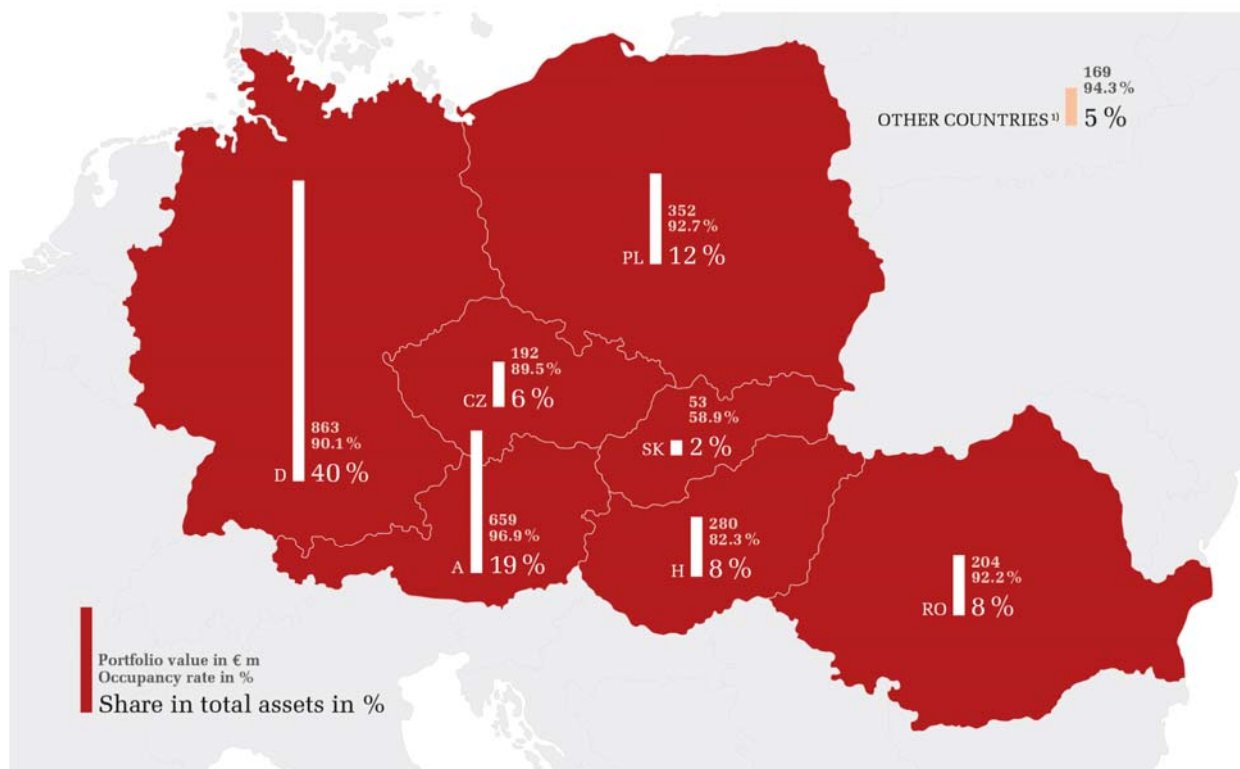 169
94.3 %
OTHER COUNTRIES 1) 5 %
352
92.7 %
PL 12 %
192
89.5 %
CZ 6 %
53
58.9 %
SK 2 %
863
90.1 %
D 40 %
659
96.9 %
A 19 %
280
82.3 %
H 8 %
204
92.2 %
RO 8 %
Portfolio value in € m
Occupancy rate in %
Share in total assets in %